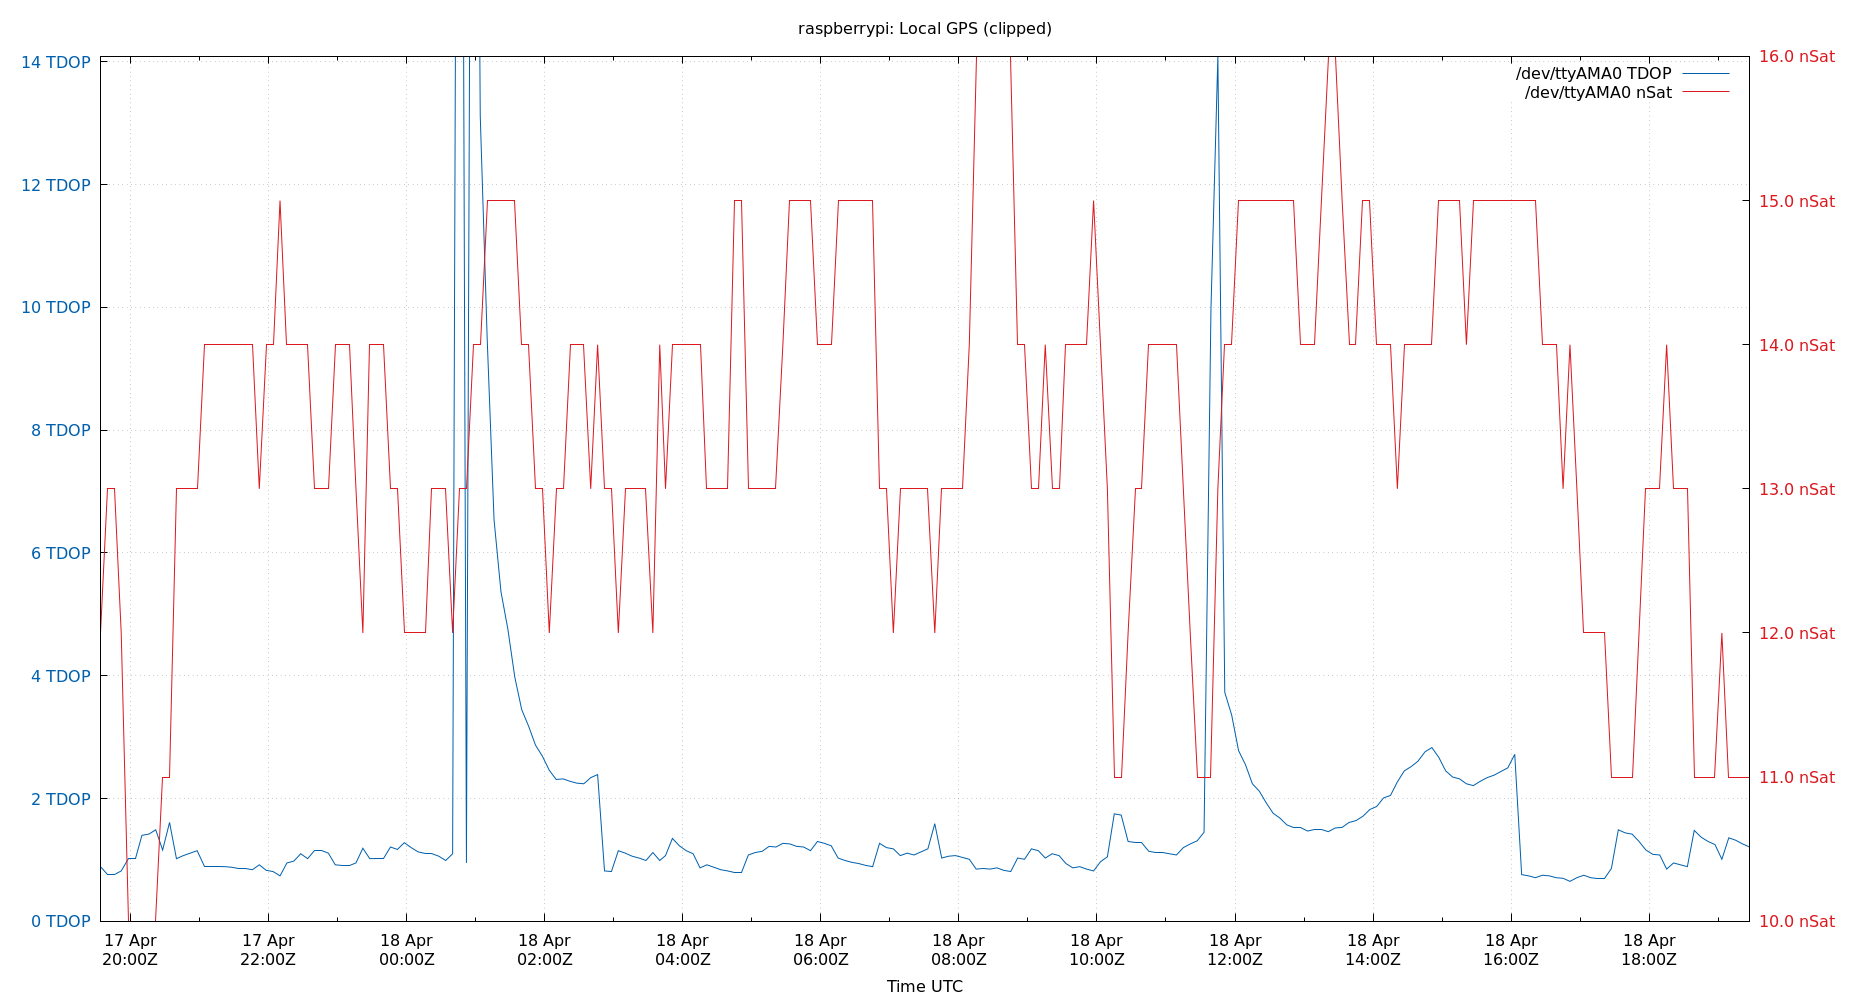 raspberrypi: Local GPS (clipped)
14 TDOP
12 TDOP
10 TDOP
8 TDOP
6 TDOP
4 TDOP
2 TDOP
0 TDOP
/dev/ttyAMA0 TDOP
/dev/ttyAMA0 nSat
16.0 nSat
15.0 nSat
14.0 nSat
13.0 nSat
12.0 nSat
11.0 nSat
10.0 nSat
17 Apr 17 Apr 18 Apr 18 Apr 18 Apr 18 Apr 18 Apr 18 Apr 18 Apr 18 Apr 18 Apr 18 Apr
20:00Z 22:00Z 00:00Z 02:00Z 04:00Z 06:00Z 08:00Z 10:00Z 12:00Z 14:00Z 16:00Z 18:00Z
Time UTC